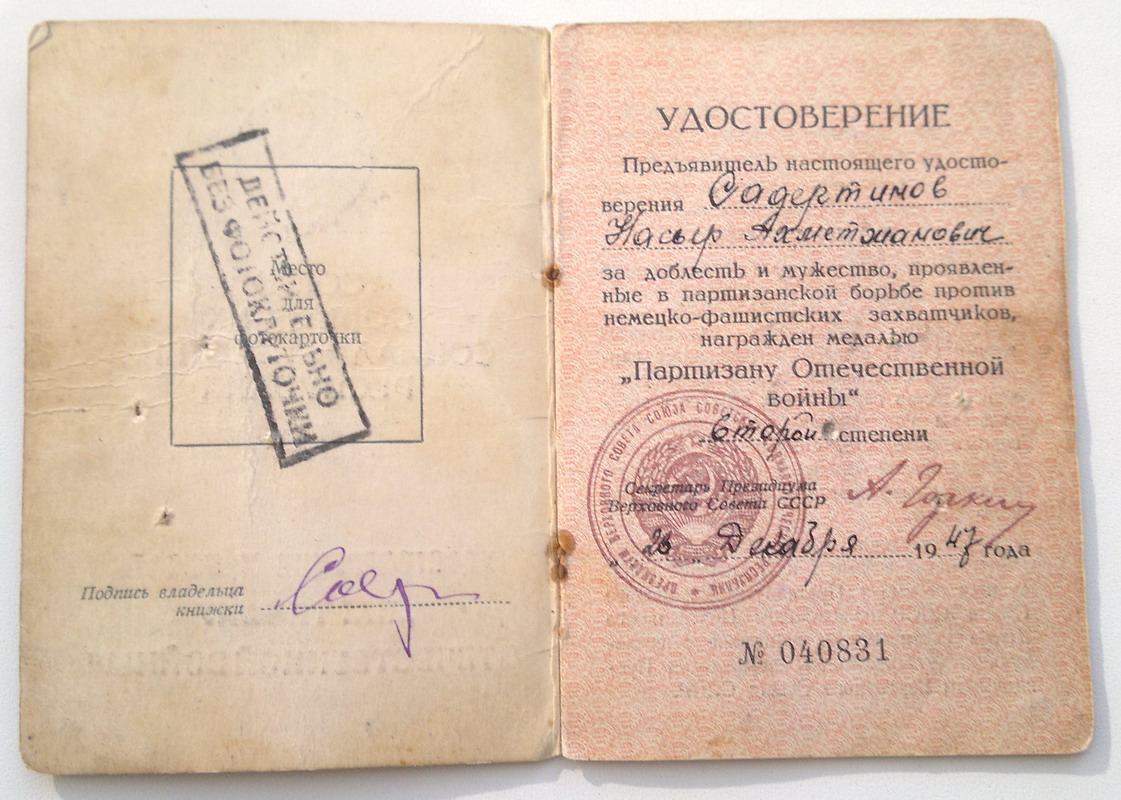 ДЕЙСТВИТЕЛЬНО
БЕЗ ФОТОКАРТОЧКИ
Место
для
фотокарточки
Подпись владельца
книжки
УДОСТОВЕРЕНИЕ
Предъявитель настоящего удосто-
верения Садертинов
Насыр Ахметжанович
за доблесть и мужество, проявлен-
ные в партизанской борьбе против
немецко-фашистских захватчиков,
награжден медалью
„Партизану Отечественной
войны“
второй степени
Секретарь Президиума
Верховного Совета СССР
26 Декабря 1947 года
№ 040831